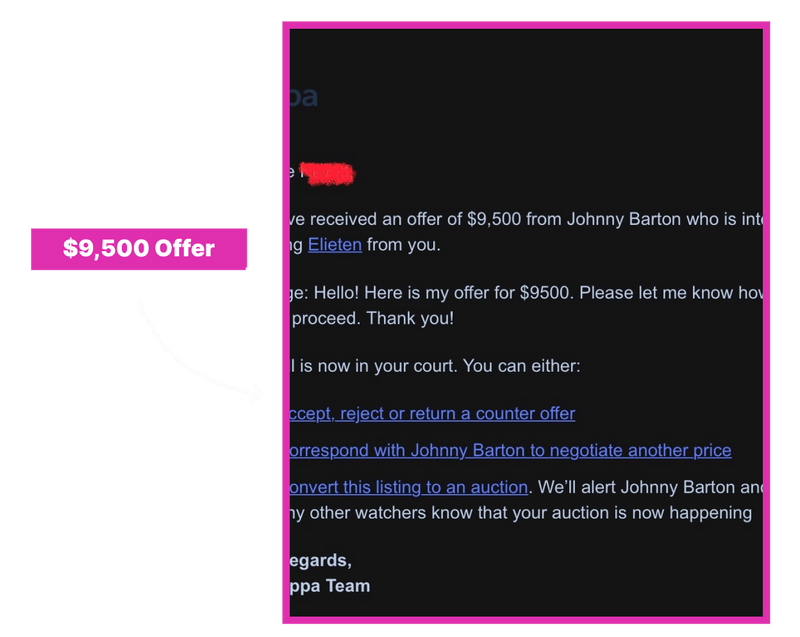 $9,500 Offer
pa
e
ve received an offer of $9,500 from Johnny Barton who is inte
ng Elieten from you.
ge: Hello! Here is my offer for $9500. Please let me know how
proceed. Thank you!
l is now in your court. You can either:
ccept, reject or return a counter offer
orrespond with Johnny Barton to negotiate another price
onvert this listing to an auction. We'll alert Johnny Barton and
ny other watchers know that your auction is now happening
egards,
ppa Team